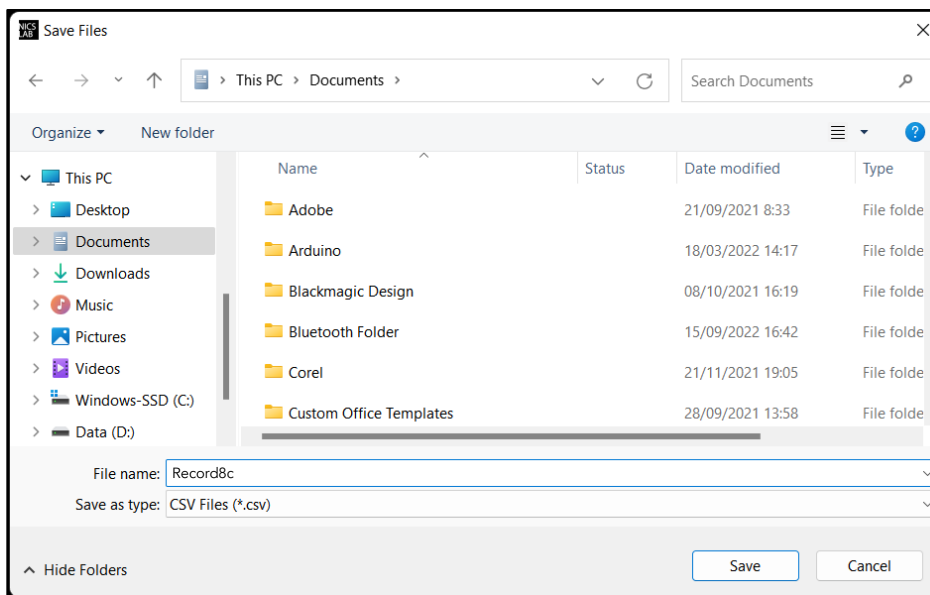 NICS LAB Save Files
This PC > Documents > Search Documents
Organize New folder
Name Status Date modified Type
This PC
Desktop
Documents
Downloads
Music
Pictures
Videos
Windows-SSD (C:)
Data (D:)
Adobe 21/09/2021 8:33 File folde
Arduino 18/03/2022 14:17 File folde
Blackmagic Design 08/10/2021 16:19 File folde
Bluetooth Folder 15/09/2022 16:42 File folde
Corel 21/11/2021 19:05 File folde
Custom Office Templates 28/09/2021 13:58 File folde
File name: Record8c
Save as type: CSV Files (*.csv)
Hide Folders Save Cancel